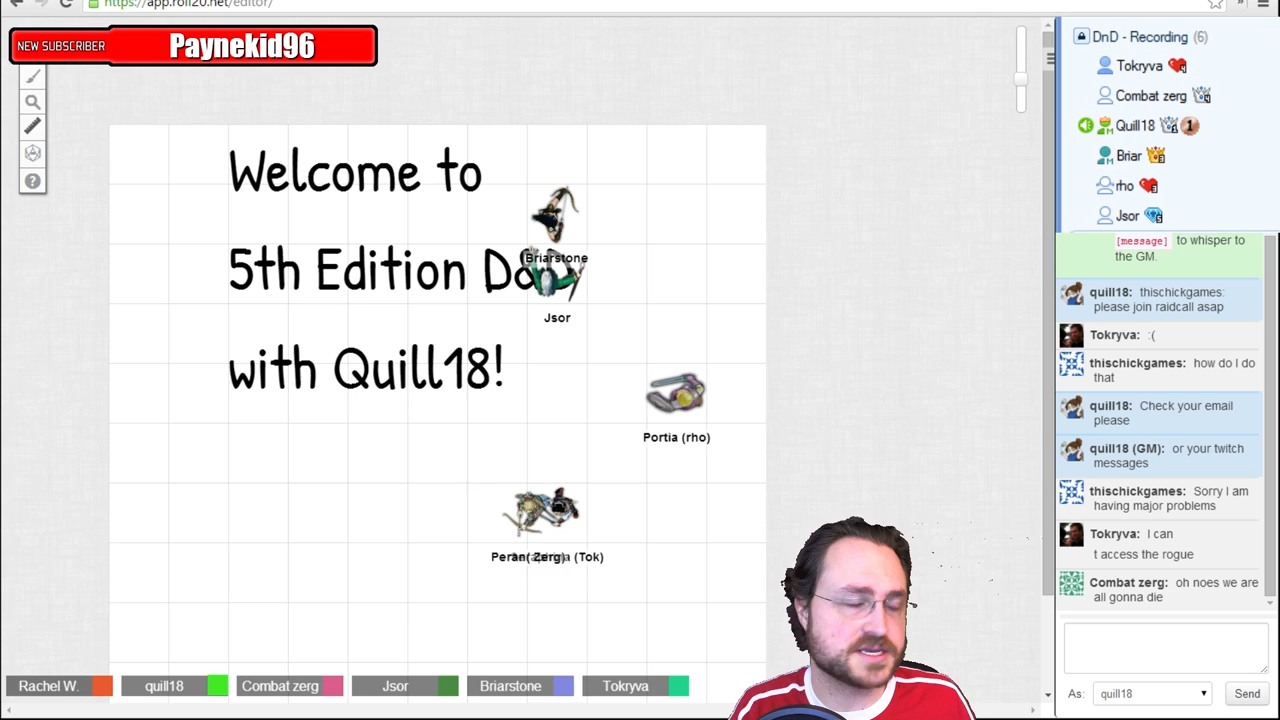 https://app.roll20.net/editor/
NEW SUBSCRIBER
Paynekid96
Welcome to
5th Edition
with Quill18!
Briarstone
Jsor
Portia (rho)
(Zerg)
(Tok)
Rachel W.
quill18
Combat zerg
Jsor
Briarstone
Tokryva
DnD - Recording (6)
Tokryva
Combat zerg
Quill18
1
Briar
rho
Jsor
[message] to whisper to
the GM.
quill18: thischickgames:
please join raidcall asap
Tokryva: :(
thischickgames: how do I do
that
quill18: Check your email
please
quill18 (GM): or your twitch
messages
thischickgames: Sorry I am
having major problems
Tokryva: I can
t access the rogue
Combat zerg: oh noes we are
all gonna die
As:
quill18
Send